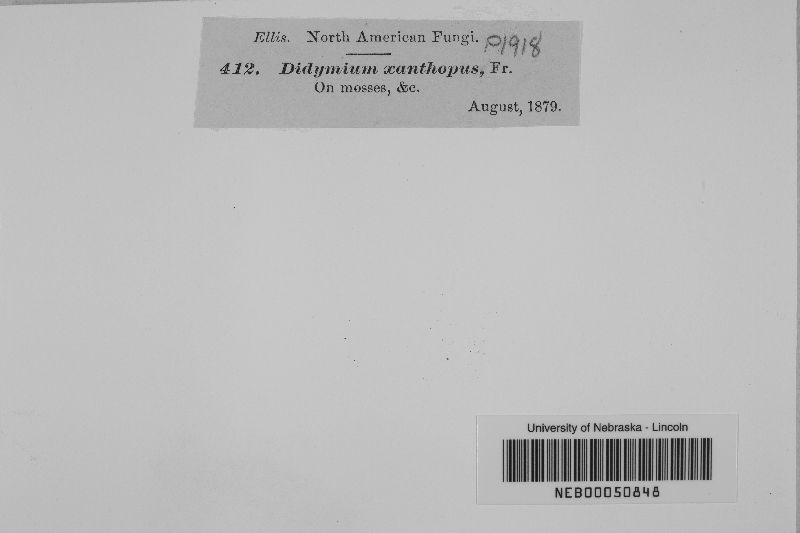 Ellis. North American Fungi. P1918
412. Didymium xanthopus, Fr.
On mosses, &c.
August, 1879.
University of Nebraska - Lincoln
NEB00050848